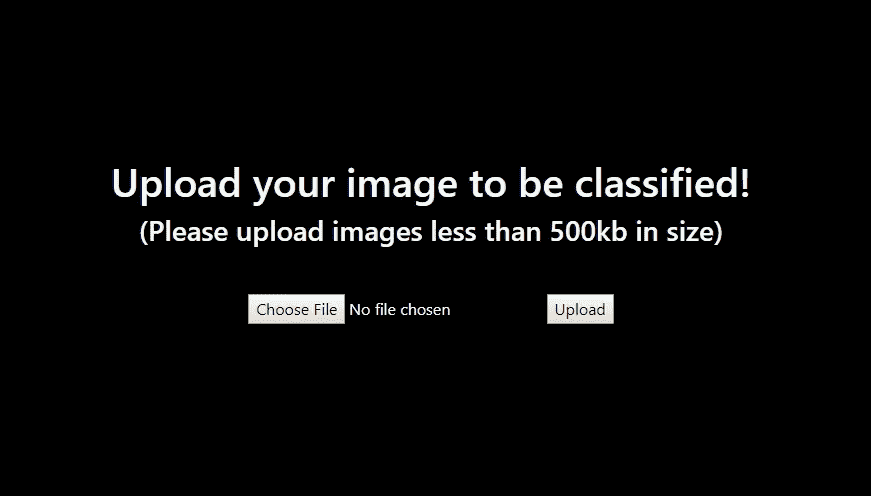 Upload your image to be classified!
(Please upload images less than 500kb in size)
Choose File No file chosen Upload